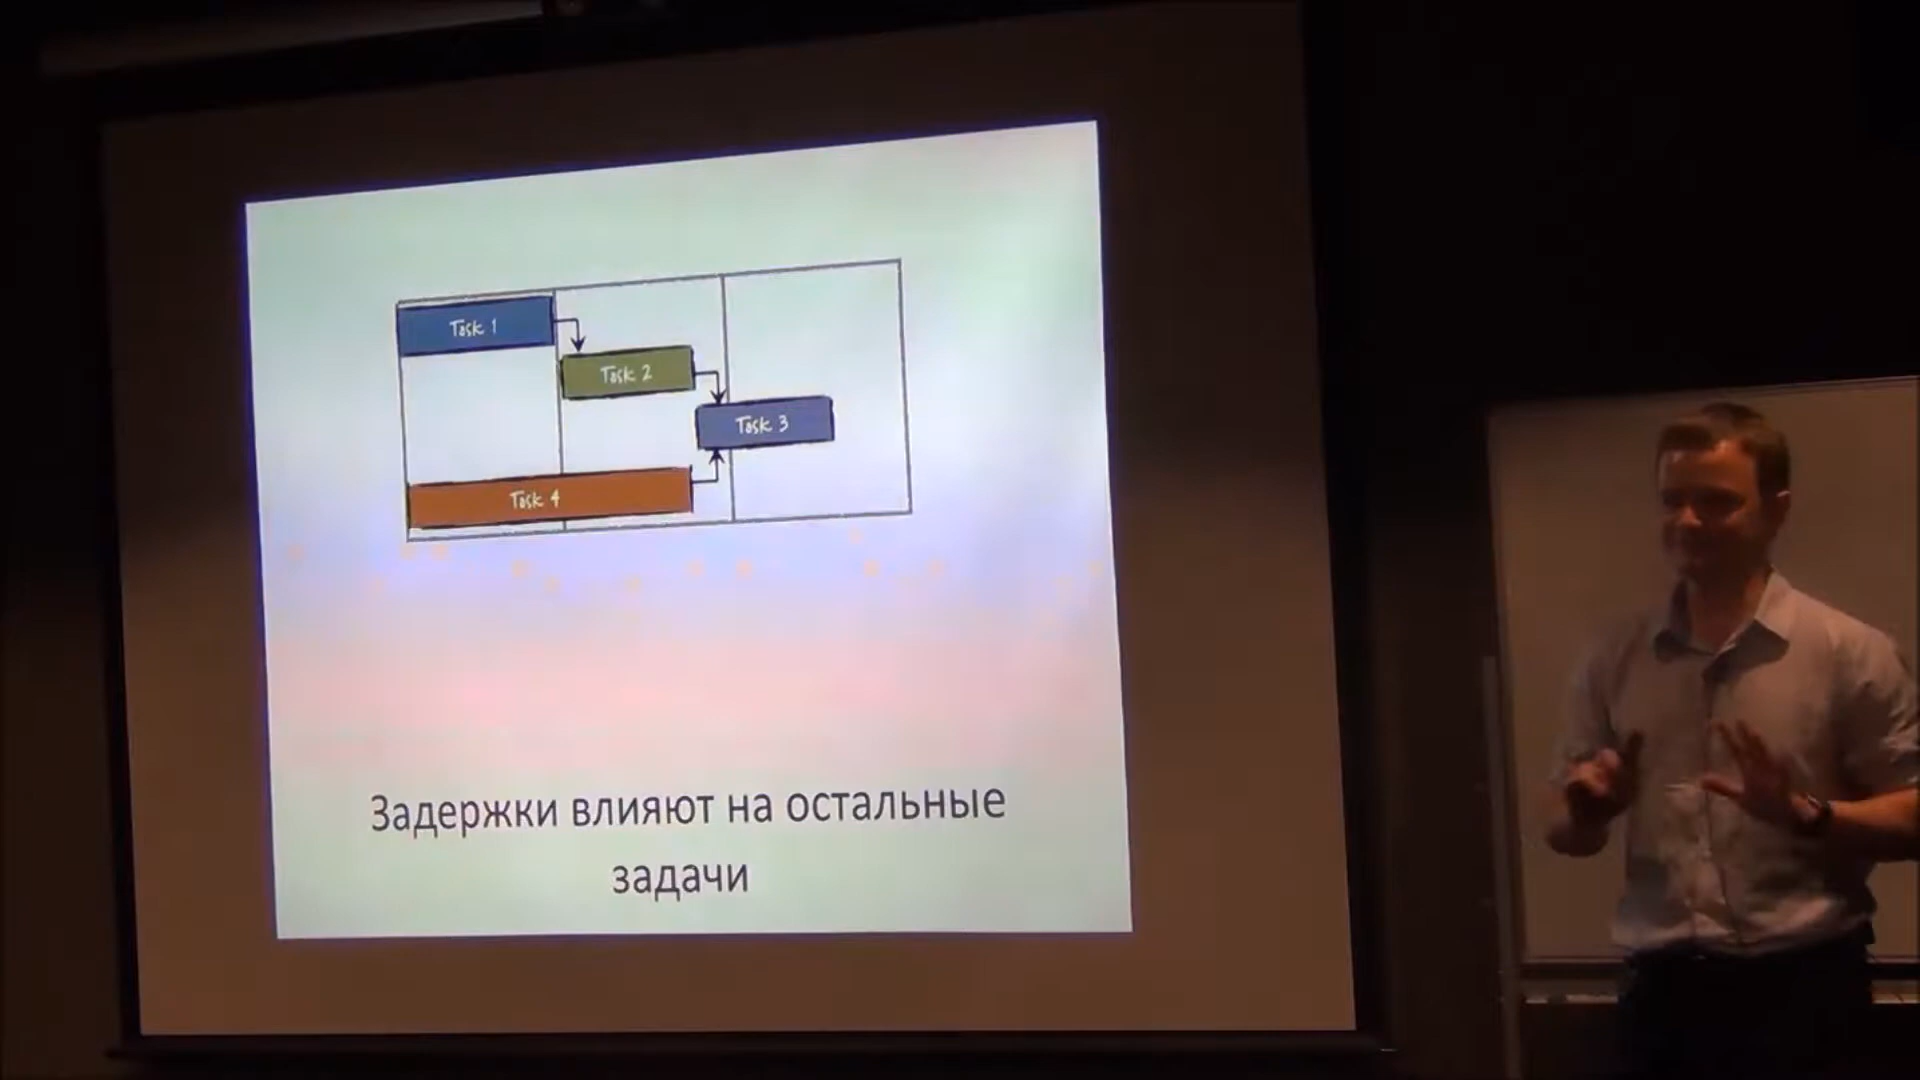 Task 1
Task 2
Task 3
Task 4
Задержки влияют на остальные
задачи